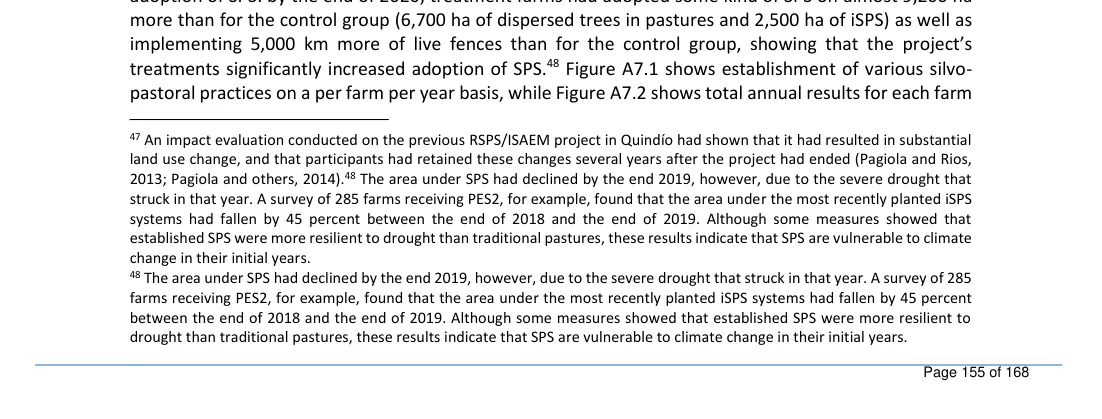 more than for the control group (6,700 ha of dispersed trees in pastures and 2,500 ha of iSPS) as well as
implementing 5,000 km more of live fences than for the control group, showing that the project's
treatments significantly increased adoption of SPS.48 Figure A7.1 shows establishment of various silvo-
pastoral practices on a per farm per year basis, while Figure A7.2 shows total annual results for each farm
47 An impact evaluation conducted on the previous RSPS/ISAEM project in Quindío had shown that it had resulted in substantial
land use change, and that participants had retained these changes several years after the project had ended (Pagiola and Rios,
2013; Pagiola and others, 2014).48 The area under SPS had declined by the end 2019, however, due to the severe drought that
struck in that year. A survey of 285 farms receiving PES2, for example, found that the area under the most recently planted iSPS
systems had fallen by 45 percent between the end of 2018 and the end of 2019. Although some measures showed that
established SPS were more resilient to drought than traditional pastures, these results indicate that SPS are vulnerable to climate
change in their initial years.
48 The area under SPS had declined by the end 2019, however, due to the severe drought that struck in that year. A survey of 285
farms receiving PES2, for example, found that the area under the most recently planted iSPS systems had fallen by 45 percent
between the end of 2018 and the end of 2019. Although some measures showed that established SPS were more resilient to
drought than traditional pastures, these results indicate that SPS are vulnerable to climate change in their initial years.
Page 155 of 168